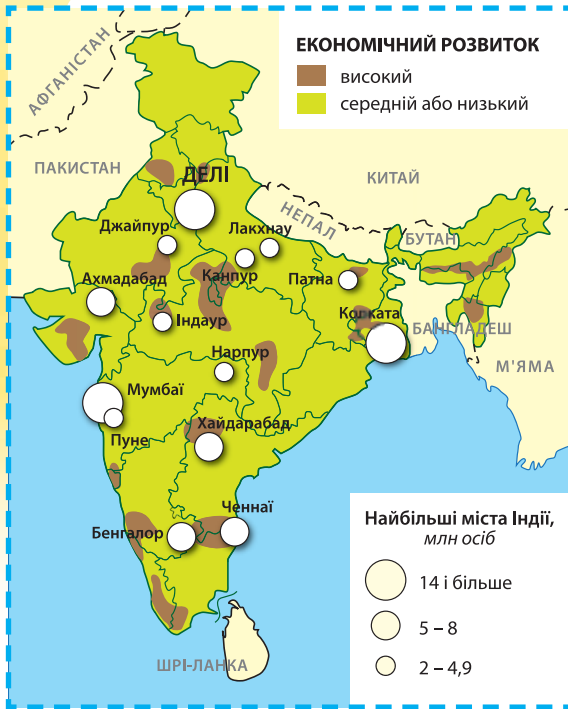 ЕКОНОМІЧНИЙ РОЗВИТОК
високий
середній або низький
АФГАНІСТАН
ПАКИСТАН
КИТАЙ
НЕПАЛ
БУТАН
БАНГЛАДЕШ
М'ЯМА
ДЕЛІ
Джайпур
Лакхнау
Ахмадабад
Канпур
Патна
Індаур
Колката
Нарпур
Мумбаї
Пуне
Хайдарабад
Ченнаї
Бенгалор
ШРІ-ЛАНКА
Найбільші міста Індії,
млн осіб
14 і більше
5 – 8
2 – 4,9